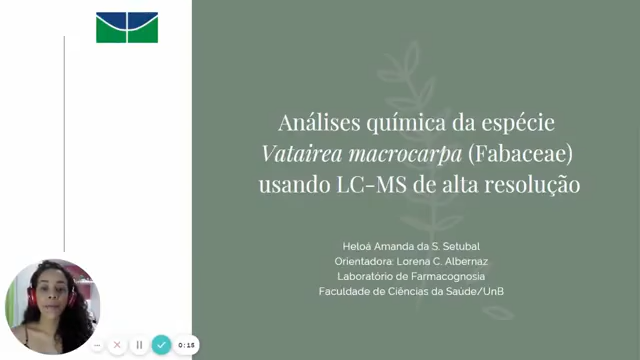 Análises química da espécie
Vatairea macrocarpa (Fabaceae)
usando LC-MS de alta resolução
Heloá Amanda da S. Setubal
Orientadora: Lorena C. Albernaz
Laboratório de Farmacognosia
Faculdade de Ciências da Saúde/UnB
0:15